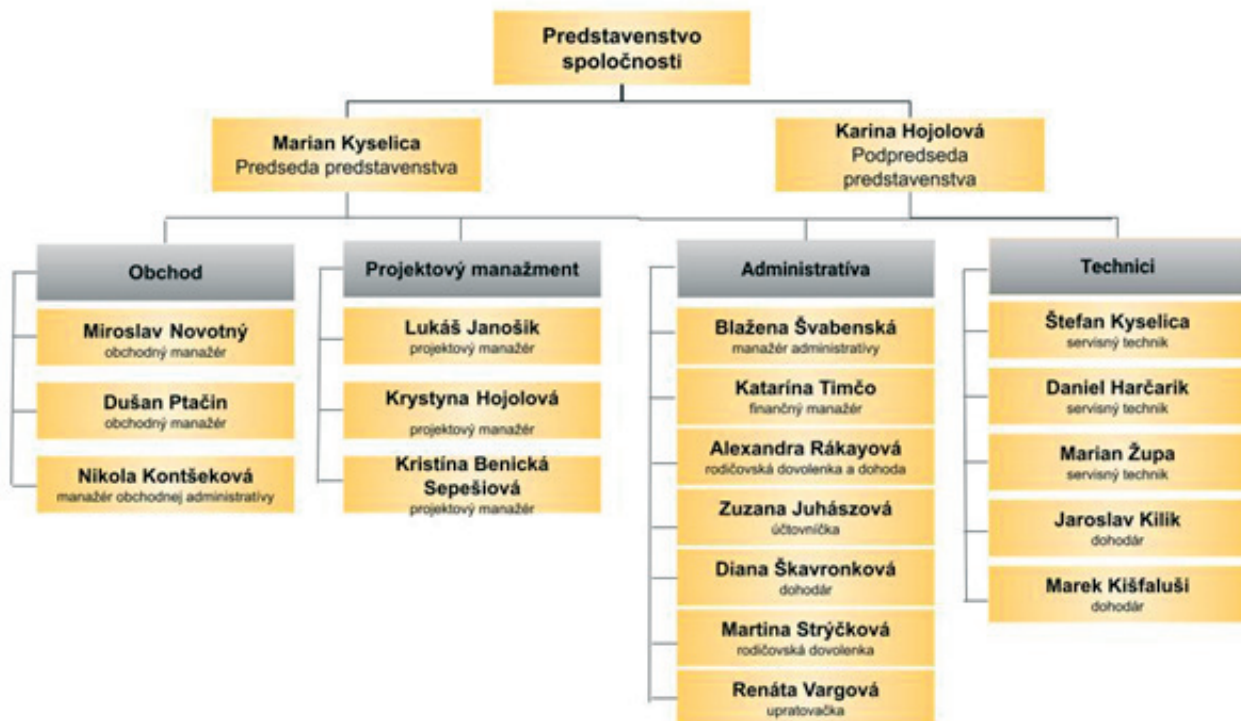 Predstavenstvo
spoločnosti
Marian Kyselica
Predseda predstavenstva
Karina Hojolová
Podpredseda
predstavenstva
Obchod
Miroslav Novotný
obchodný manažér
Dušan Ptačin
obchodný manažér
Nikola Kontšeková
manažér obchodnej administratívy
Projektový manažment
Lukáš Janošik
projektový manažér
Krystyna Hojolová
projektový manažér
Kristína Benická
Sepešiová
projektový manažér
Administratíva
Blažena Švabenská
manažér administratívy
Katarína Timčo
finančný manažér
Alexandra Rákayová
rodičovská dovolenka a dohoda
Zuzana Juhászová
účtovníčka
Diana Škavronková
dohodár
Martina Strýčková
rodičovská dovolenka
Renáta Vargová
upratovačka
Technici
Štefan Kyselica
servisný technik
Daniel Harčarik
servisný technik
Marian Župa
servisný technik
Jaroslav Kilik
dohodár
Marek Kišfaluši
dohodár